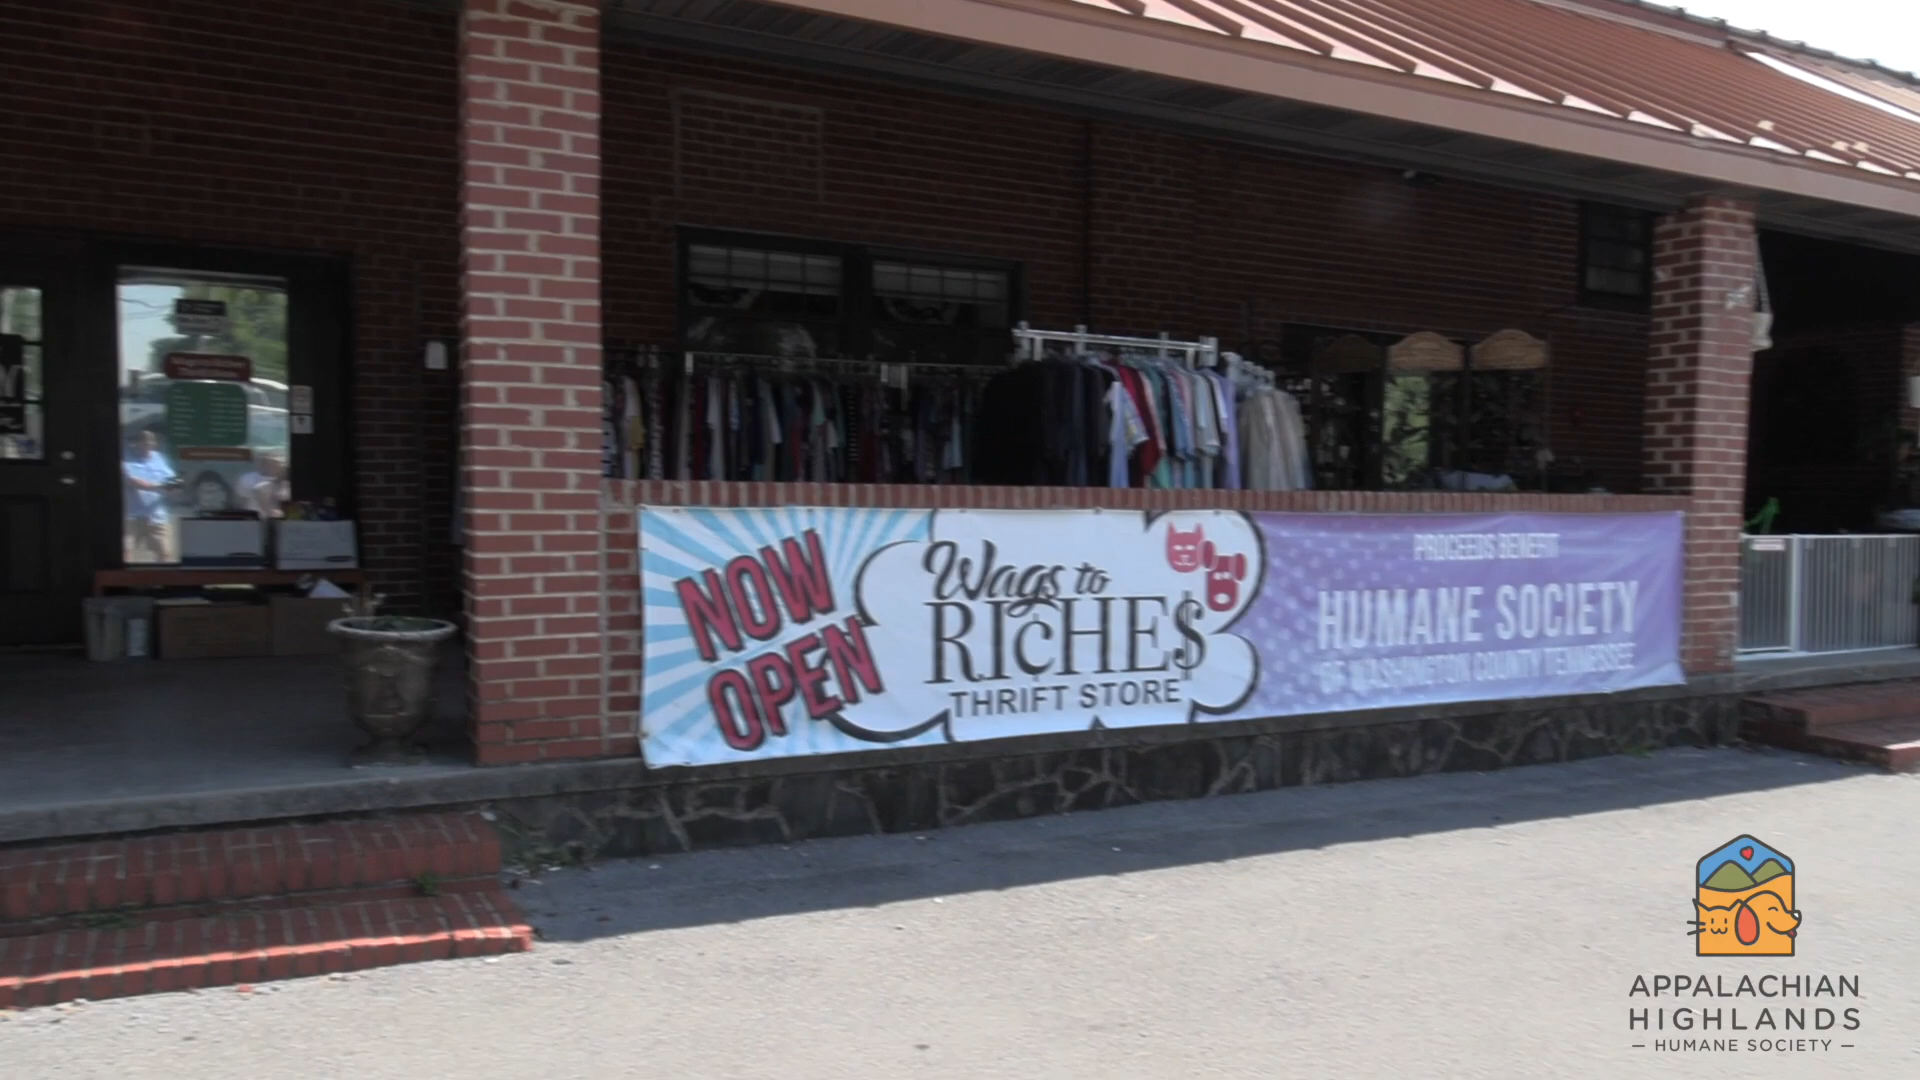 NOW
OPEN
Wags to
RICHE$
THRIFT STORE
PROCEEDS BENEFIT
HUMANE SOCIETY
OF WASHINGTON COUNTY TENNESSEE
APPALACHIAN
HIGHLANDS
– HUMANE SOCIETY –